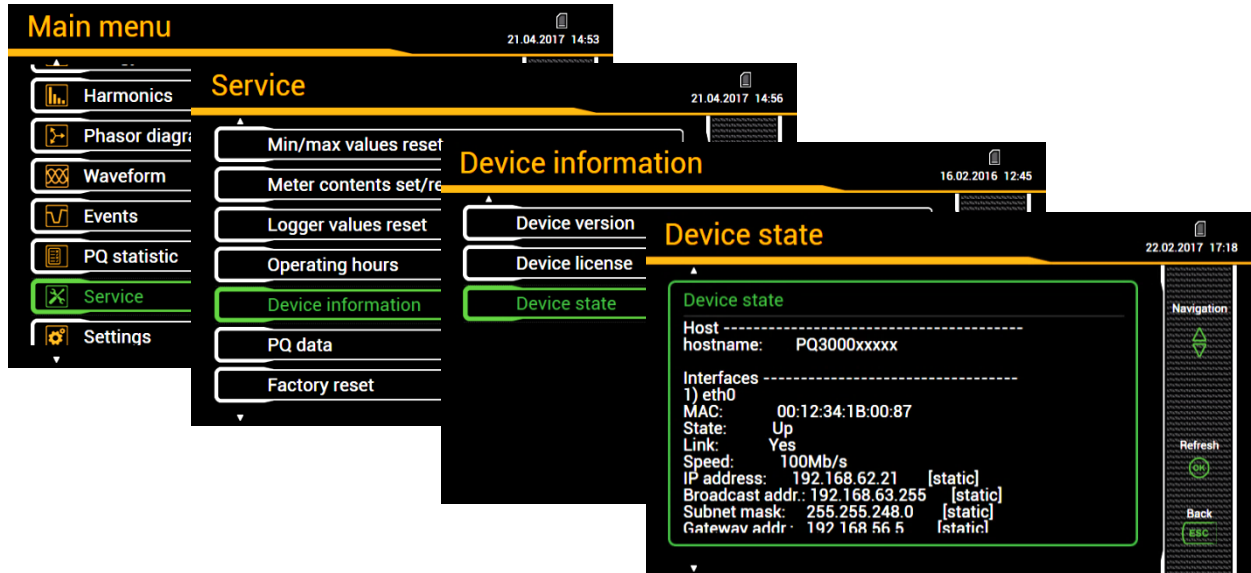 Main menu
21.04.2017 14:53
Harmonics
Phasor diagra
Waveform
Events
PQ statistic
Service
Settings
Service
21.04.2017 14:56
Min/max values reset
Meter contents set/re
Logger values reset
Operating hours
Device information
PQ data
Factory reset
Device information
16.02.2016 12:45
Device version
Device license
Device state
Device state
22.02.2017 17:18
Device state
Host ----------------------------------------
hostname: PQ3000xxxxx
Interfaces ----------------------------------
1) eth0
MAC: 00:12:34:1B:00:87
State: Up
Link: Yes
Speed: 100Mb/s
IP address: 192.168.62.21 [static]
Broadcast addr.: 192.168.63.255 [static]
Subnet mask: 255.255.248.0 [static]
Gateway addr.: 192.168.56.5 [static]
Navigation
Refresh
OK
Back
ESC